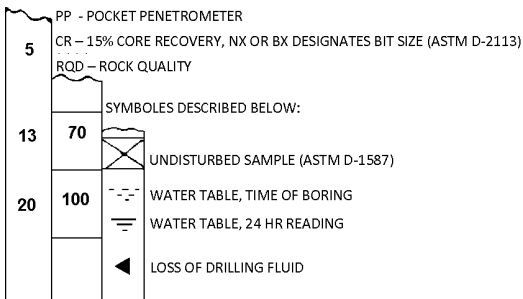 PP - POCKET PENETROMETER
5 CR – 15% CORE RECOVERY, NX OR BX DESIGNATES BIT SIZE (ASTM D-2113)
RQD – ROCK QUALITY
SYMBOLES DESCRIBED BELOW:
13 70
UNDISTURBED SAMPLE (ASTM D-1587)
WATER TABLE, TIME OF BORING
20 100
WATER TABLE, 24 HR READING
LOSS OF DRILLING FLUID